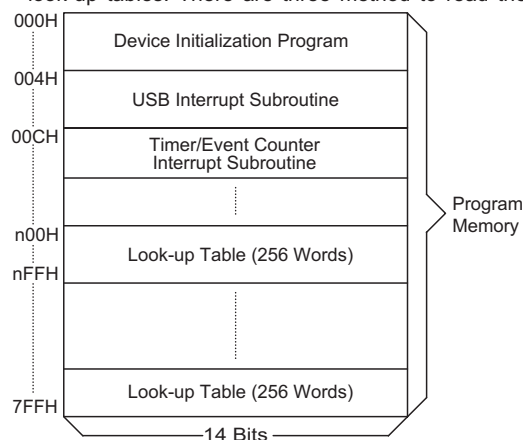 look-up tables. There are three method to read the
000H
Device Initialization Program
004H
USB Interrupt Subroutine
00CH
Timer/Event Counter
Interrupt Subroutine
n00H
Look-up Table (256 Words)
nFFH
Program
Memory
Look-up Table (256 Words)
7FFH
14 Bits